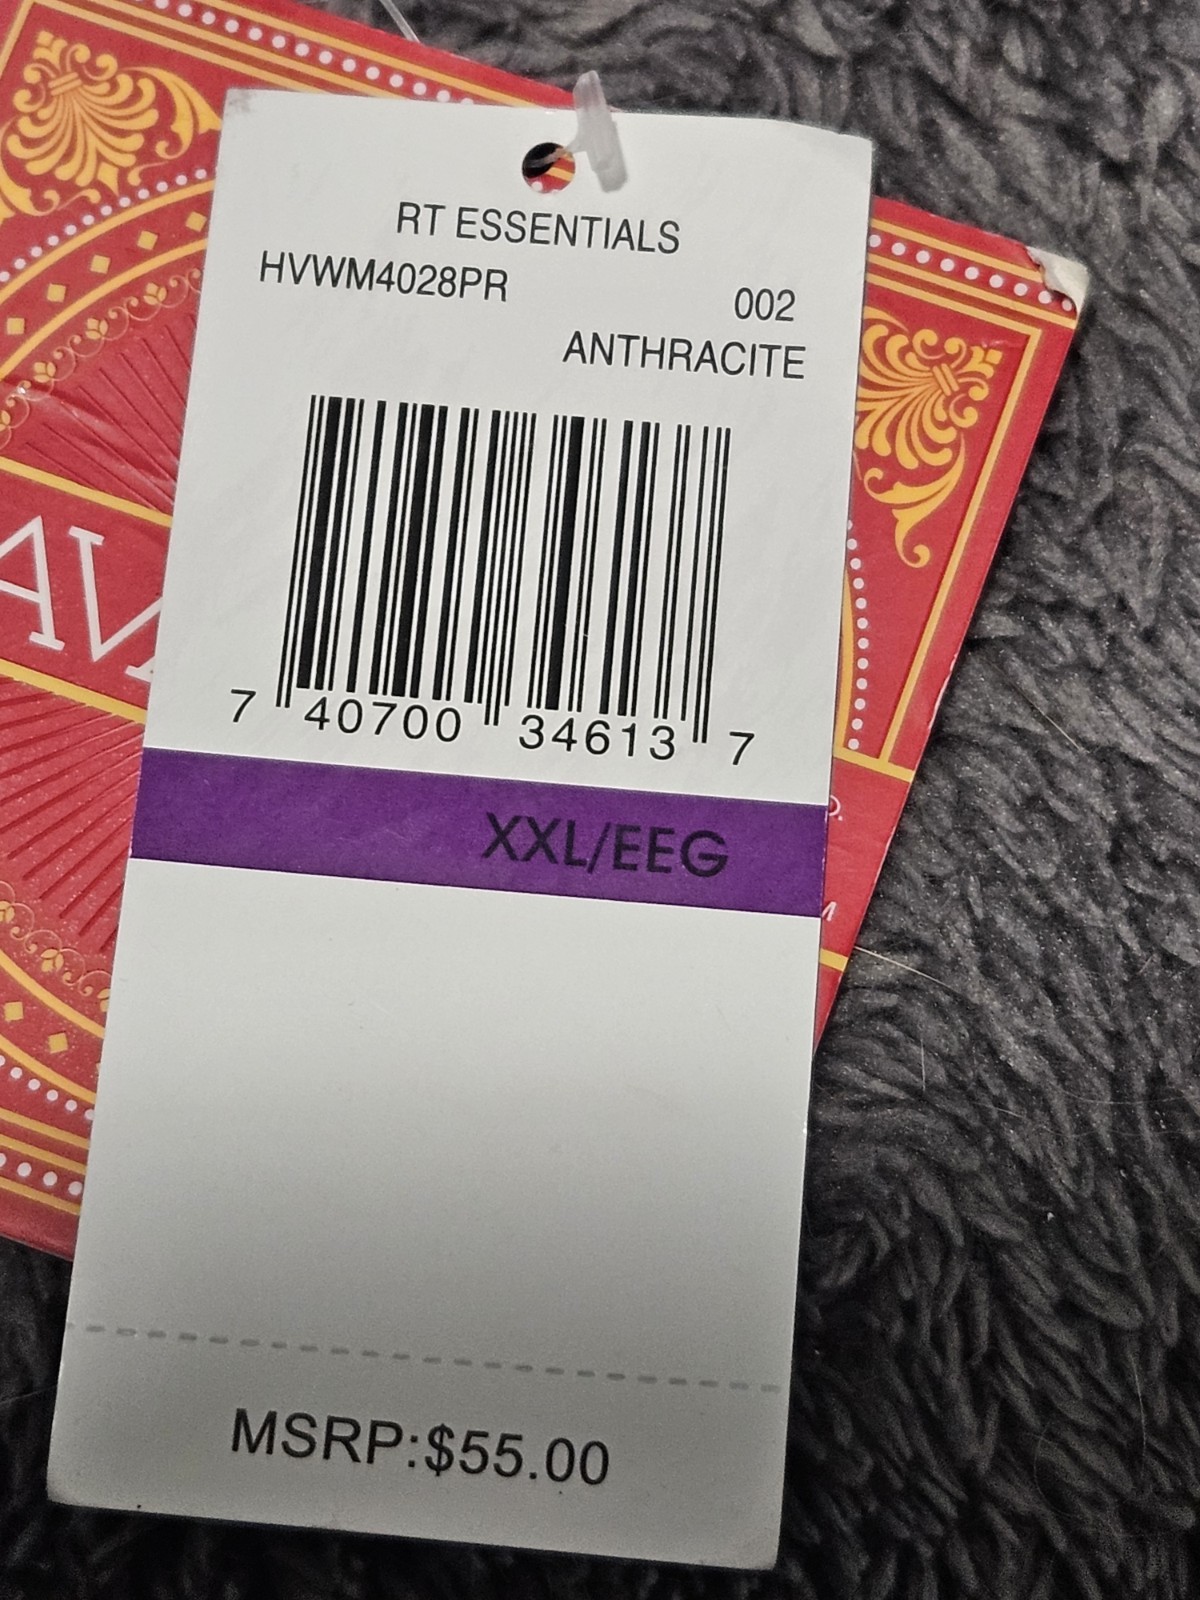 RT ESSENTIALS
HVWM4028PR 002
ANTHRACITE
7 40700 34613 7
XXL/EEG
MSRP:$55.00